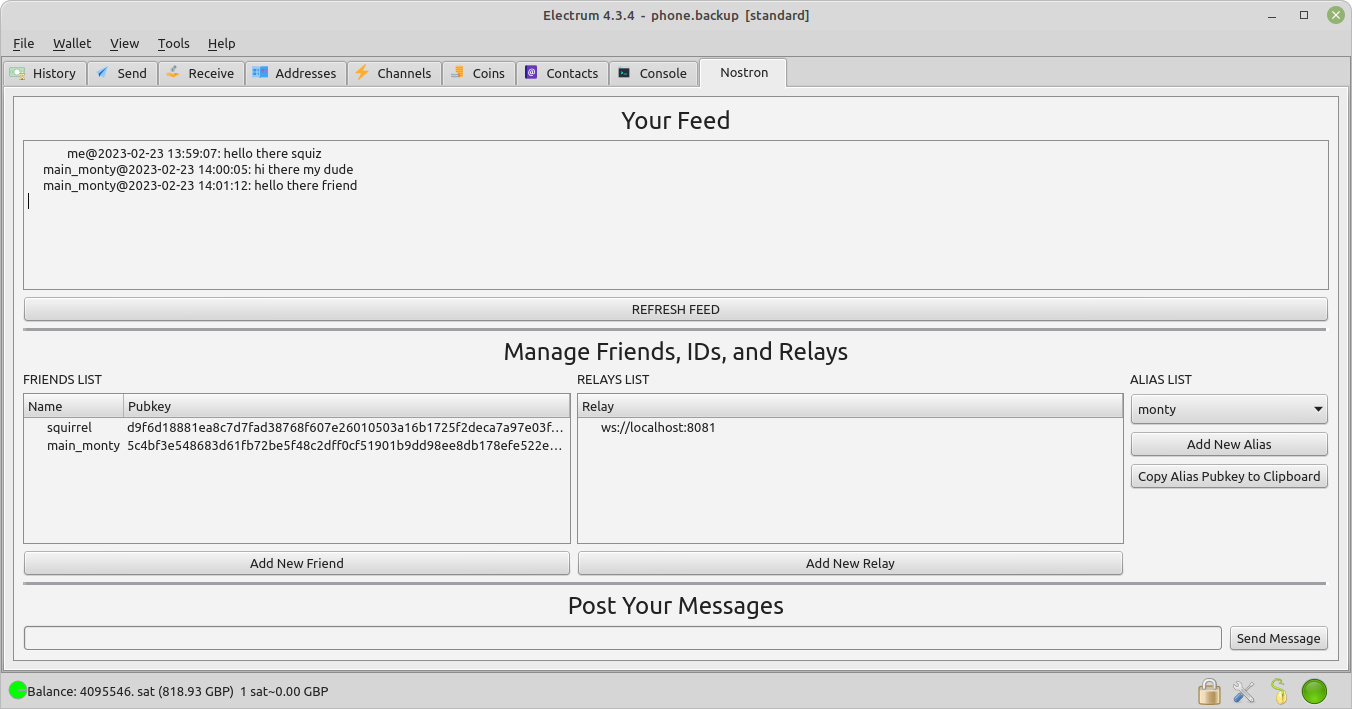 Electrum 4.3.4 - phone.backup [standard]
File Wallet View Tools Help
History Send Receive Addresses Channels Coins Contacts Console Nostron
Your Feed
me@2023-02-23 13:59:07: hello there squiz
main_monty@2023-02-23 14:00:05: hi there my dude
main_monty@2023-02-23 14:01:12: hello there friend
REFRESH FEED
Manage Friends, IDs, and Relays
FRIENDS LIST
Name Pubkey
squirrel d9f6d18881ea8c7d7fad38768f607e26010503a16b1725f2deca7a97e03f...
main_monty 5c4bf3e548683d61fb72be5f48c2dff0cf51901b9dd98ee8db178efe522e...
Add New Friend
RELAYS LIST
Relay
ws://localhost:8081
Add New Relay
ALIAS LIST
monty
Add New Alias
Copy Alias Pubkey to Clipboard
Post Your Messages
Send Message
Balance: 4095546. sat (818.93 GBP) 1 sat~0.00 GBP